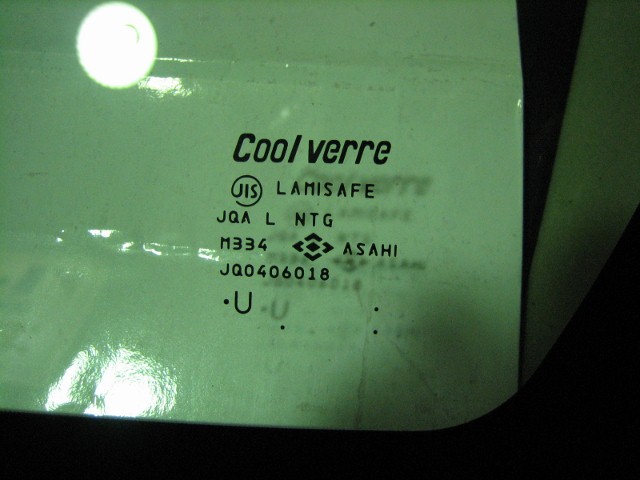 Cool verre
JIS LAMISAFE
JQA L NTG
M334 ASAHI
JQ0406018
·U